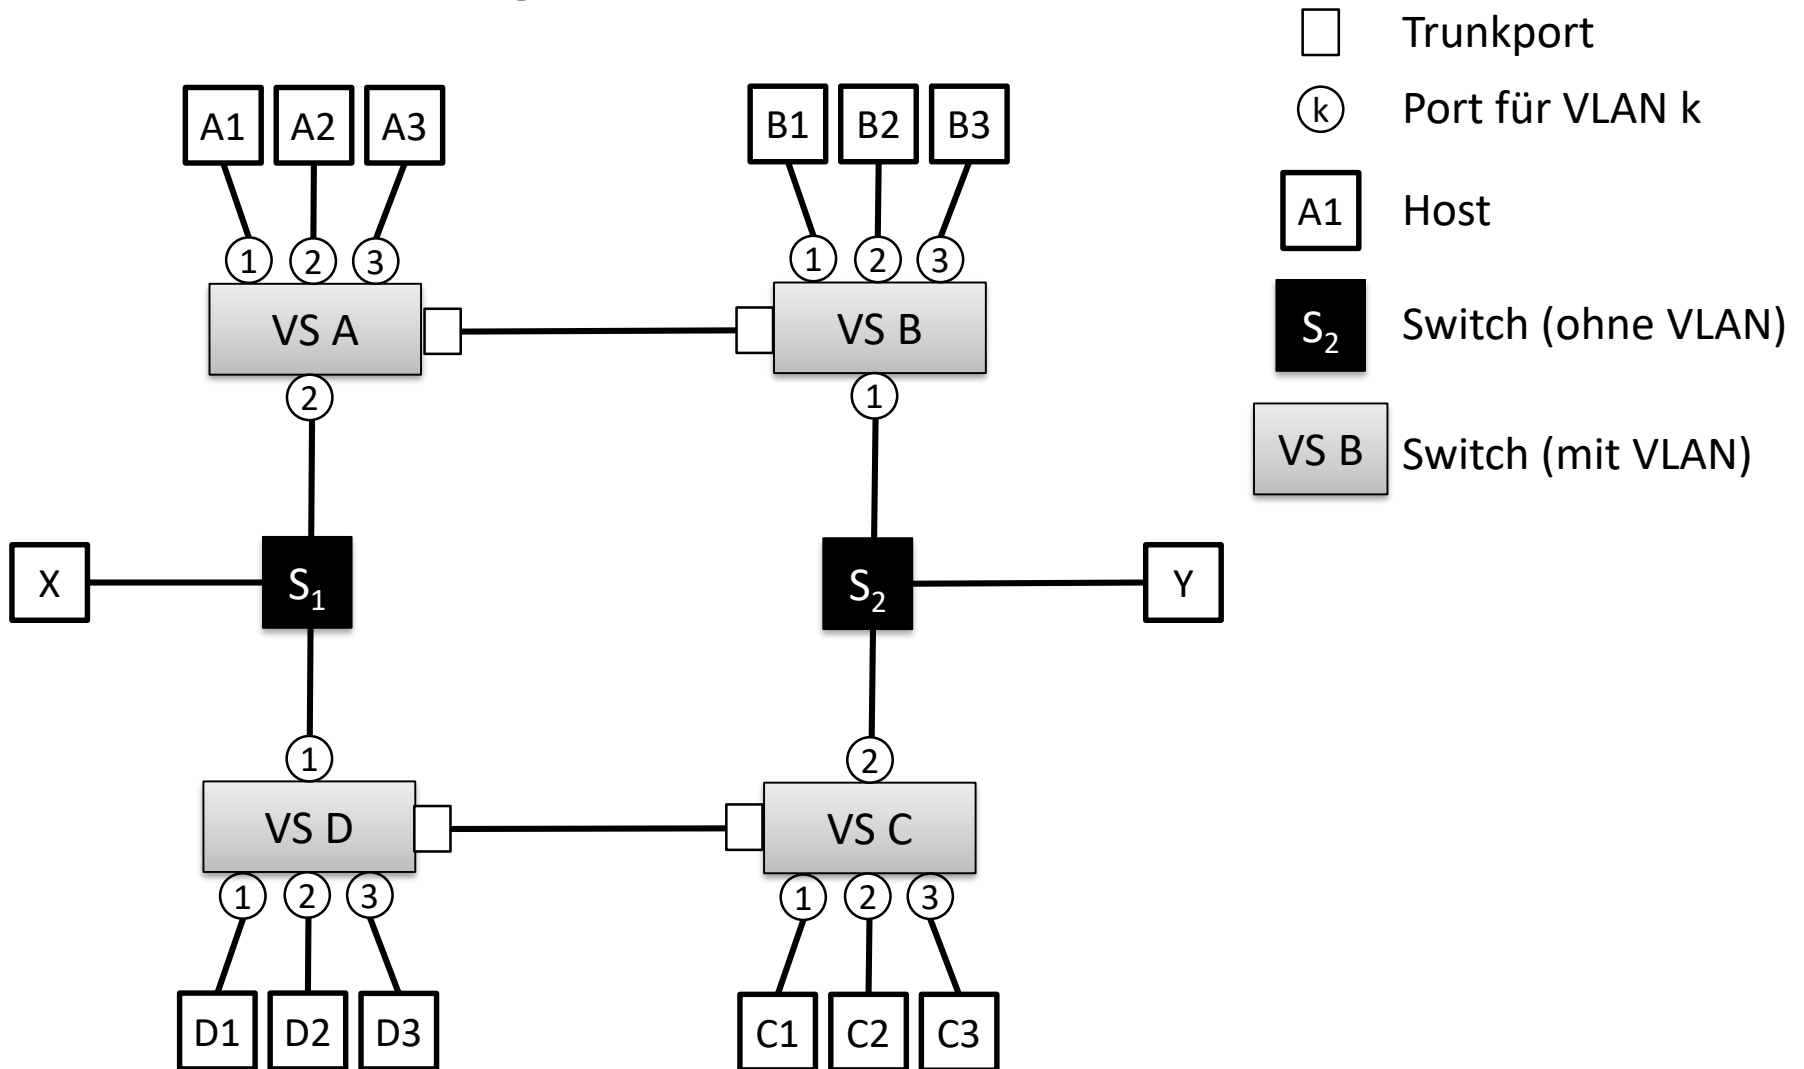 Trunkport
k Port für VLAN k
A1 A2 A3 B1 B2 B3
A1 Host
1 2 3 1 2 3
VS A VS B
S2 Switch (ohne VLAN)
2 1
VS B Switch (mit VLAN)
X S1 S2 Y
1 2
VS D VS C
1 2 3 1 2 3
D1 D2 D3 C1 C2 C3